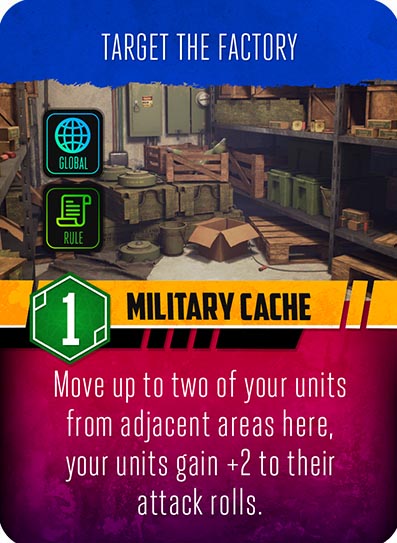 TARGET THE FACTORY
GLOBAL
RULE
1
MILITARY CACHE
Move up to two of your units
from adjacent areas here,
your units gain +2 to their
attack rolls.